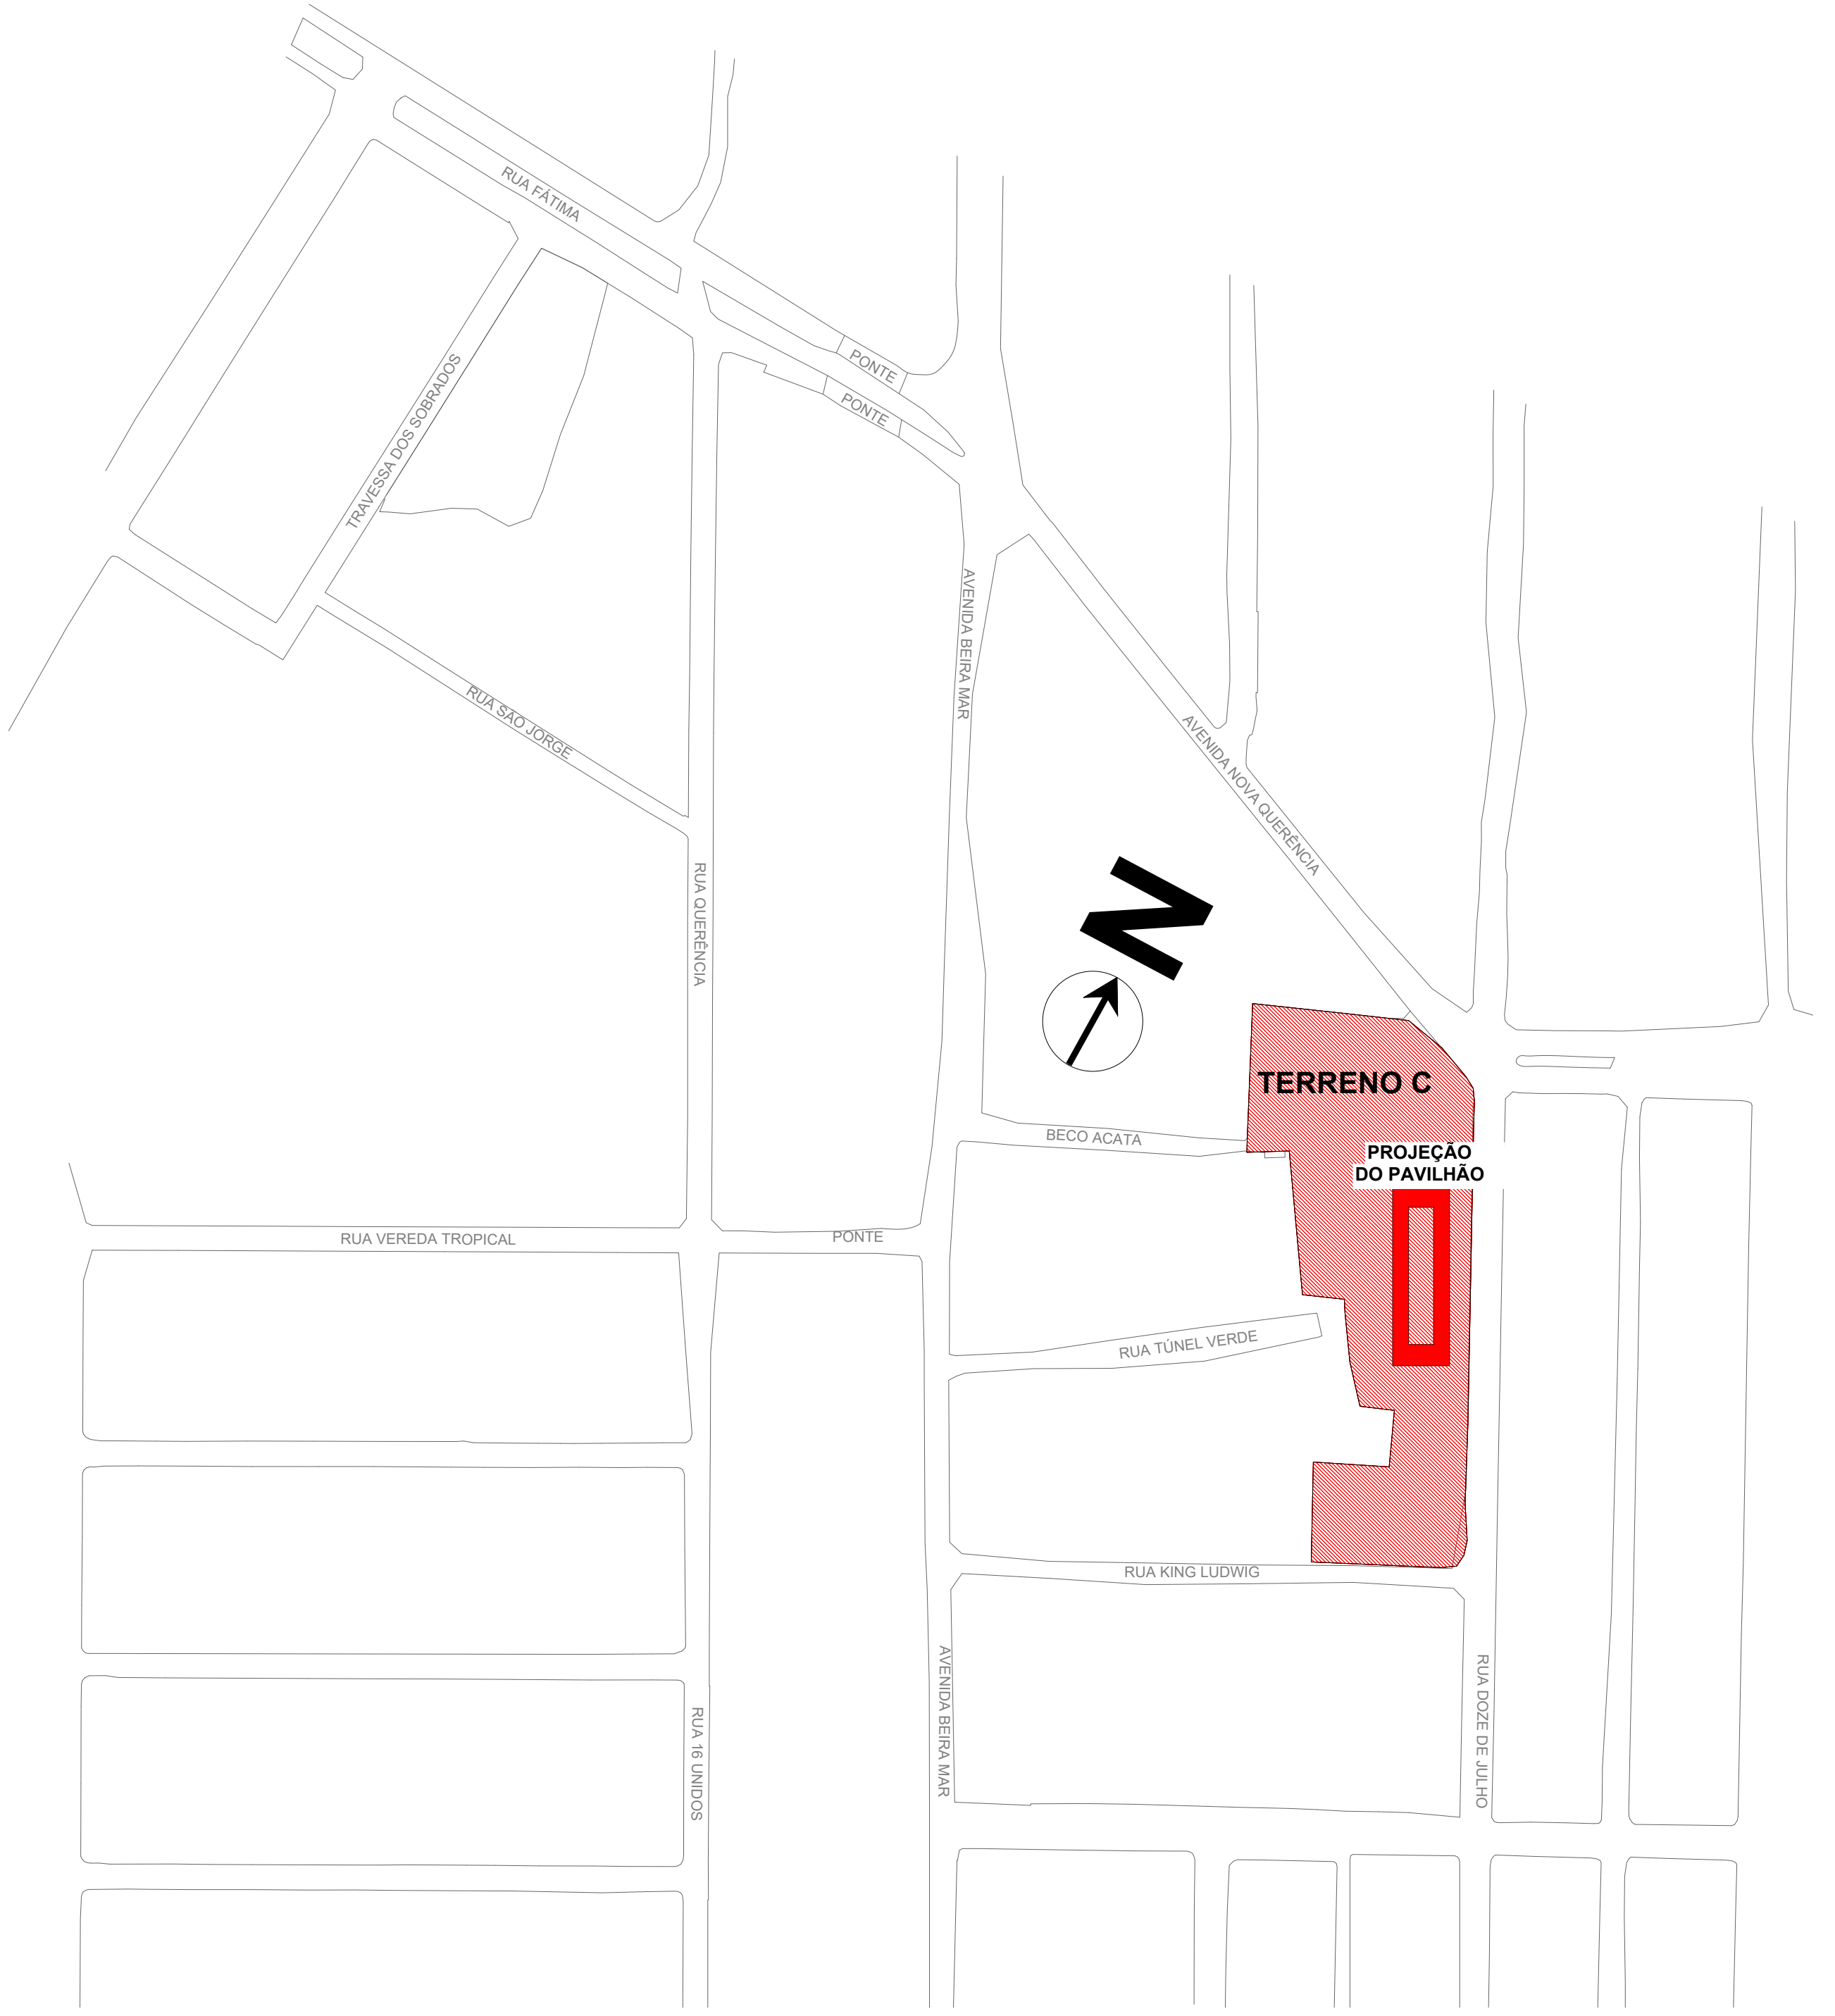 RUA FÁTIMA
PONTE
PONTE
TRAVESSA DOS SOBRADOS
AVENIDA BEIRA MAR
RUA SÃO JORGE
AVENIDA NOVA QUERÊNCIA
RUA QUERÊNCIA
N
TERRENO C
BECO ACATA
PROJEÇÃO
DO PAVILHÃO
RUA VEREDA TROPICAL
PONTE
RUA TÚNEL VERDE
RUA KING LUDWIG
AVENIDA BEIRA MAR
RUA DOZE DE JULHO
RUA 16 UNIDOS